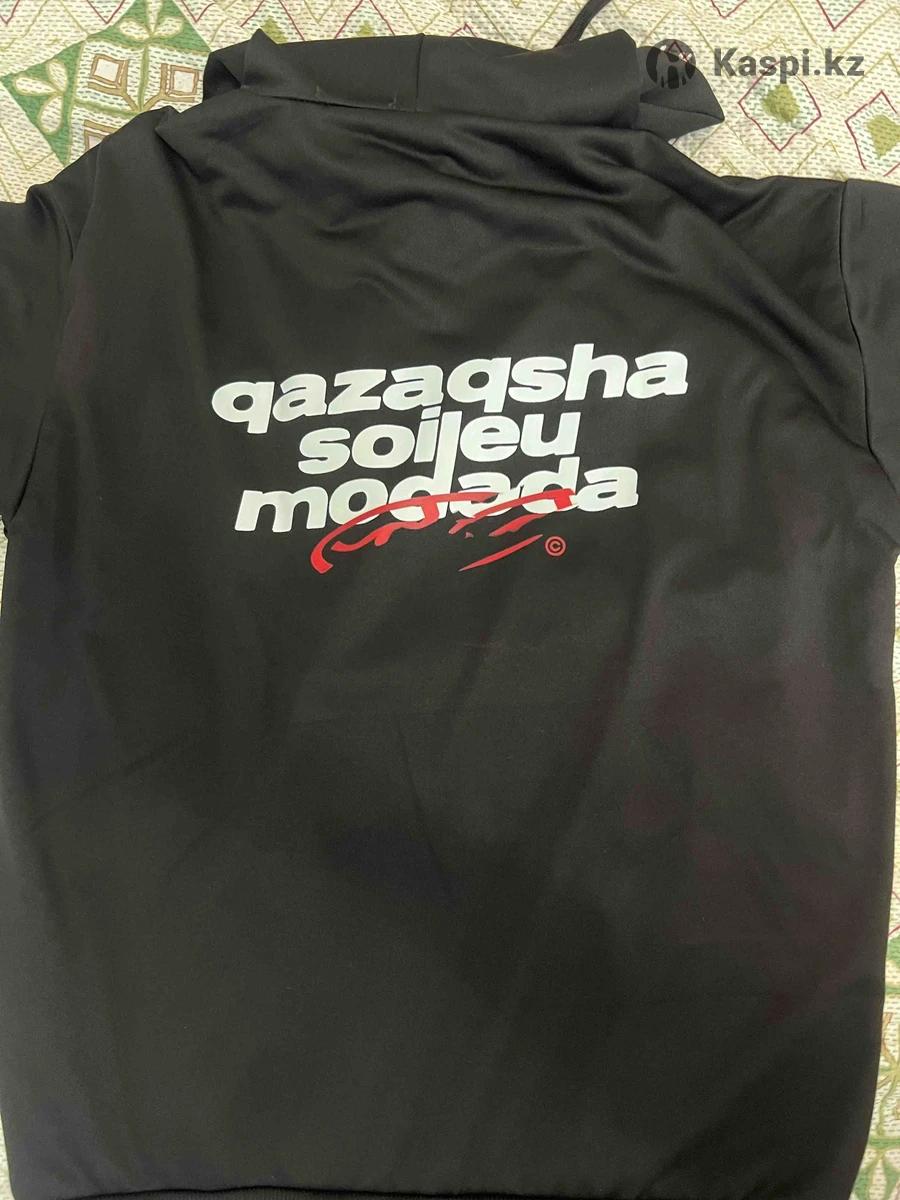 Kaspi.kz
qazaqsha
soileu
modada
©